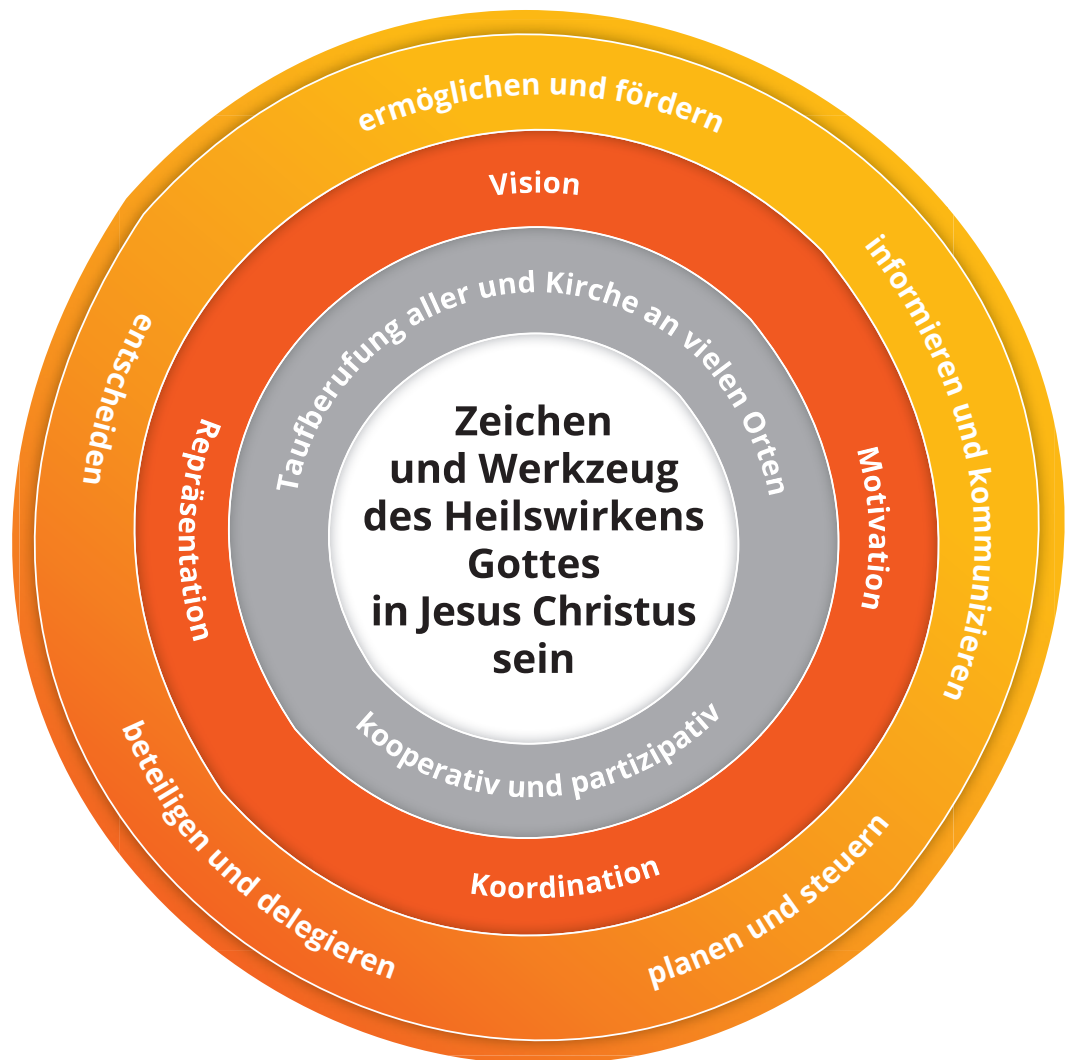 ermöglichen und fördern
informieren und kommunizieren
planen und steuern
beteiligen und delegieren
entscheiden
Vision
Motivation
Koordination
Repräsentation
Taufberufung aller und Kirche an vielen Orten
kooperativ und partizipativ
Zeichen
und Werkzeug
des Heilswirkens
Gottes
in Jesus Christus
sein